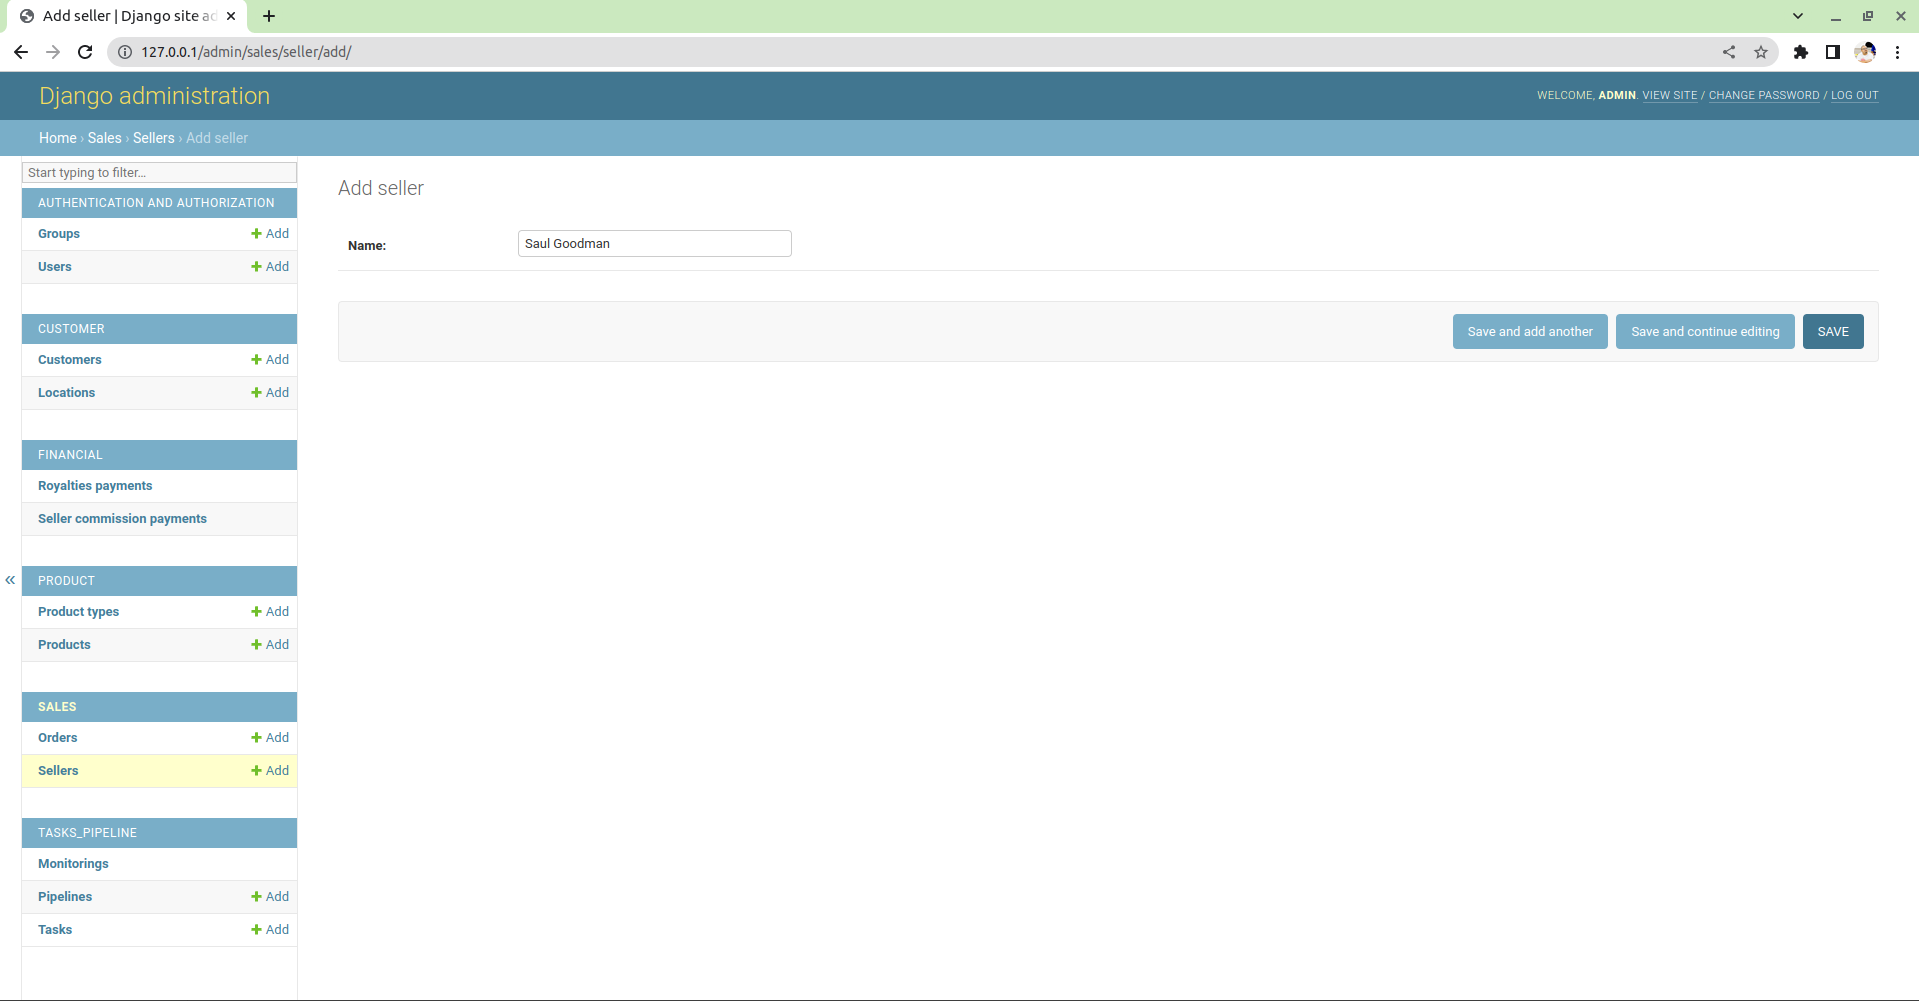 Add seller | Django site ad
127.0.0.1/admin/sales/seller/add/
Django administration
WELCOME, ADMIN. VIEW SITE / CHANGE PASSWORD / LOG OUT
Home › Sales › Sellers › Add seller
Start typing to filter...
AUTHENTICATION AND AUTHORIZATION
Groups Add
Users Add
CUSTOMER
Customers Add
Locations Add
FINANCIAL
Royalties payments
Seller commission payments
«
PRODUCT
Product types Add
Products Add
SALES
Orders Add
Sellers Add
TASKS_PIPELINE
Monitorings
Pipelines Add
Tasks Add
Add seller
Name: Saul Goodman
Save and add another Save and continue editing SAVE